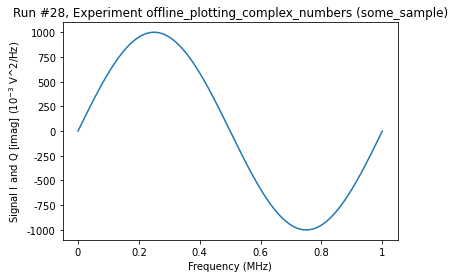 Run #28, Experiment offline_plotting_complex_numbers (some_sample)
Signal I and Q [imag] (10⁻³ V^2/Hz)
1000
750
500
250
0
-250
-500
-750
-1000
0 0.2 0.4 0.6 0.8 1
Frequency (MHz)